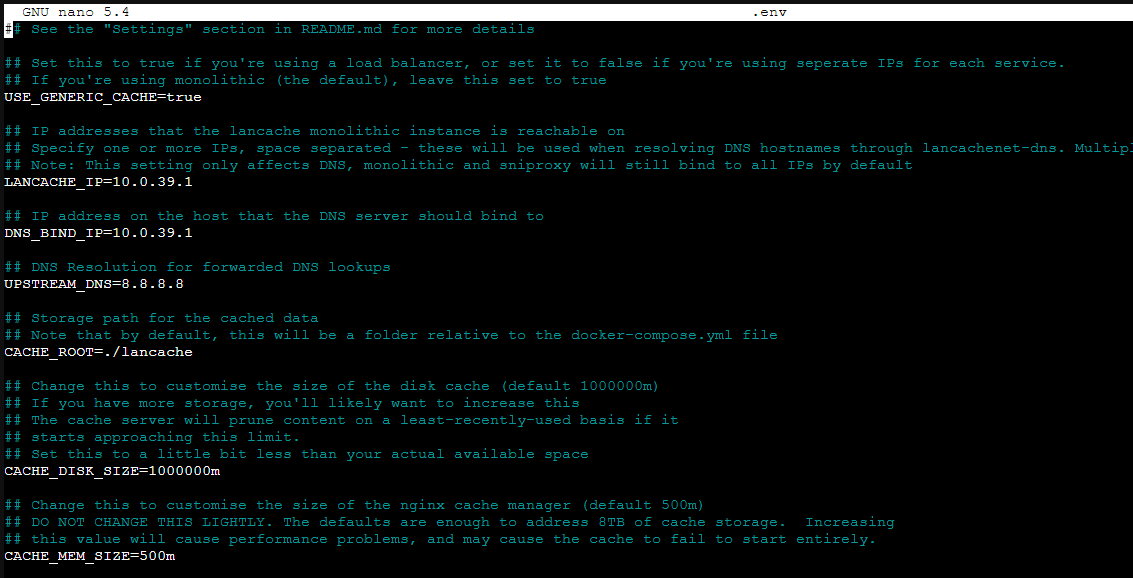 GNU nano 5.4 .env
## See the "Settings" section in README.md for more details
## Set this to true if you're using a load balancer, or set it to false if you're using seperate IPs for each service.
## If you're using monolithic (the default), leave this set to true
USE_GENERIC_CACHE=true
## IP addresses that the lancache monolithic instance is reachable on
## Specify one or more IPs, space separated - these will be used when resolving DNS hostnames through lancachenet-dns. Multipl
## Note: This setting only affects DNS, monolithic and sniproxy will still bind to all IPs by default
LANCACHE_IP=10.0.39.1
## IP address on the host that the DNS server should bind to
DNS_BIND_IP=10.0.39.1
## DNS Resolution for forwarded DNS lookups
UPSTREAM_DNS=8.8.8.8
## Storage path for the cached data
## Note that by default, this will be a folder relative to the docker-compose.yml file
CACHE_ROOT=./lancache
## Change this to customise the size of the disk cache (default 1000000m)
## If you have more storage, you'll likely want to increase this
## The cache server will prune content on a least-recently-used basis if it
## starts approaching this limit.
## Set this to a little bit less than your actual available space
CACHE_DISK_SIZE=1000000m
## Change this to customise the size of the nginx cache manager (default 500m)
## DO NOT CHANGE THIS LIGHTLY. The defaults are enough to address 8TB of cache storage.  Increasing
## this value will cause performance problems, and may cause the cache to fail to start entirely.
CACHE_MEM_SIZE=500m